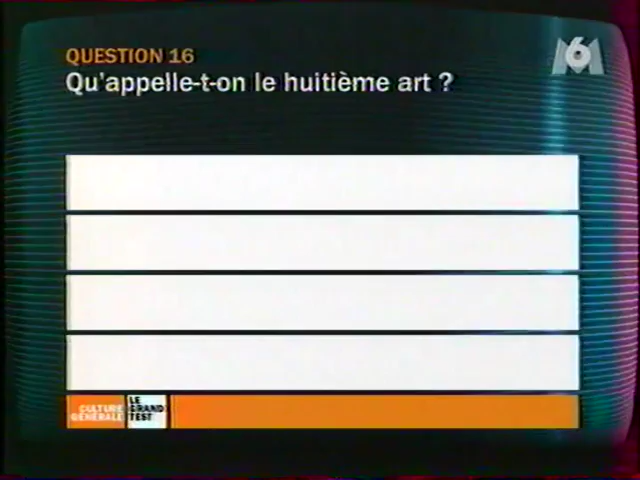 QUESTION 16
Qu'appelle-t-on le huitième art ?
M6
CULTURE
GÉNÉRALE
LE
GRAND
TEST